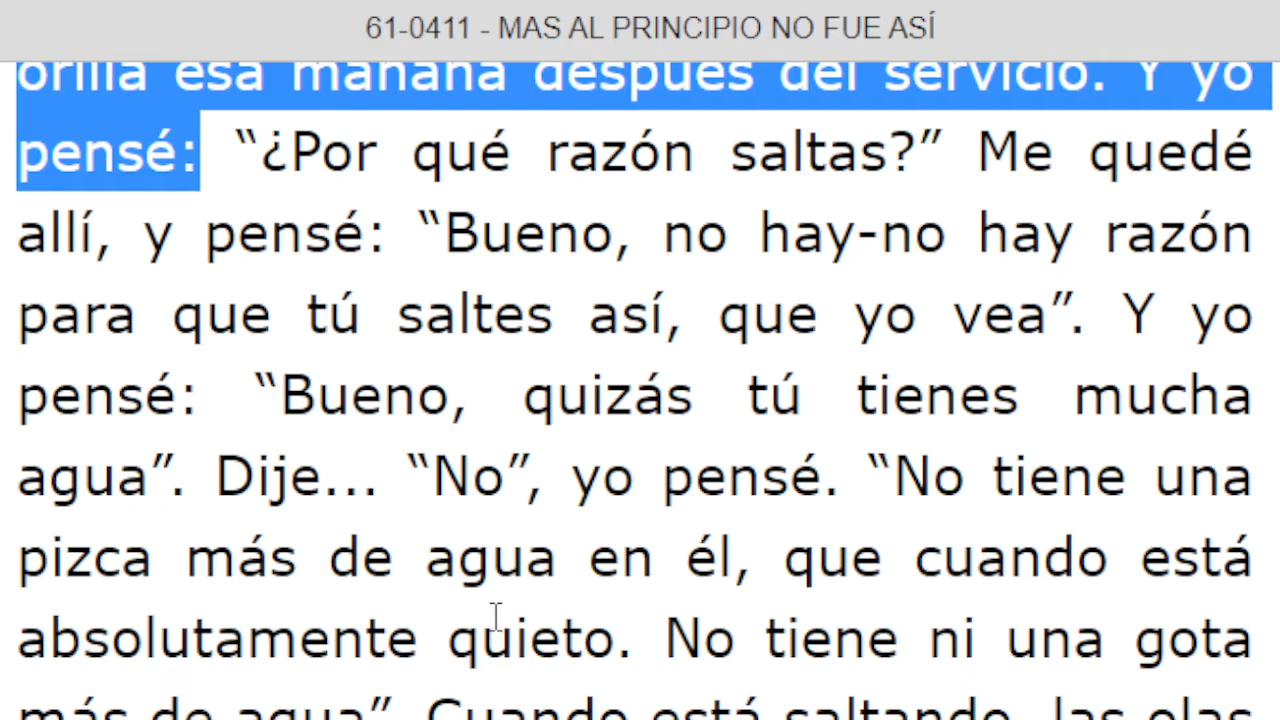 61-0411 - MAS AL PRINCIPIO NO FUE ASÍ
orilla esa mañana después del servicio. Y yo
pensé: “¿Por qué razón saltas?” Me quedé
allí, y pensé: “Bueno, no hay-no hay razón
para que tú saltes así, que yo vea”. Y yo
pensé: “Bueno, quizás tú tienes mucha
agua”. Dije... “No”, yo pensé. “No tiene una
pizca más de agua en él, que cuando está
absolutamente quieto. No tiene ni una gota
más de agua”. Cuando está saltando, las olas